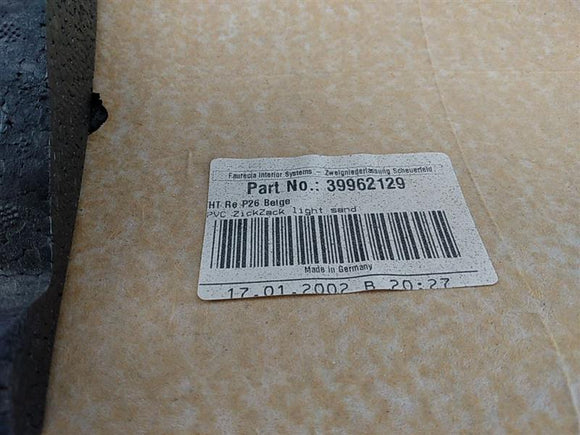 Faurecia Interior Systems - Zweigniederlassung Scheuerfeld
Part No.: 39962129
HT Re P26 Beige
PVC ZickZack light sand
Made in Germany
17.01.2002 B 20:27